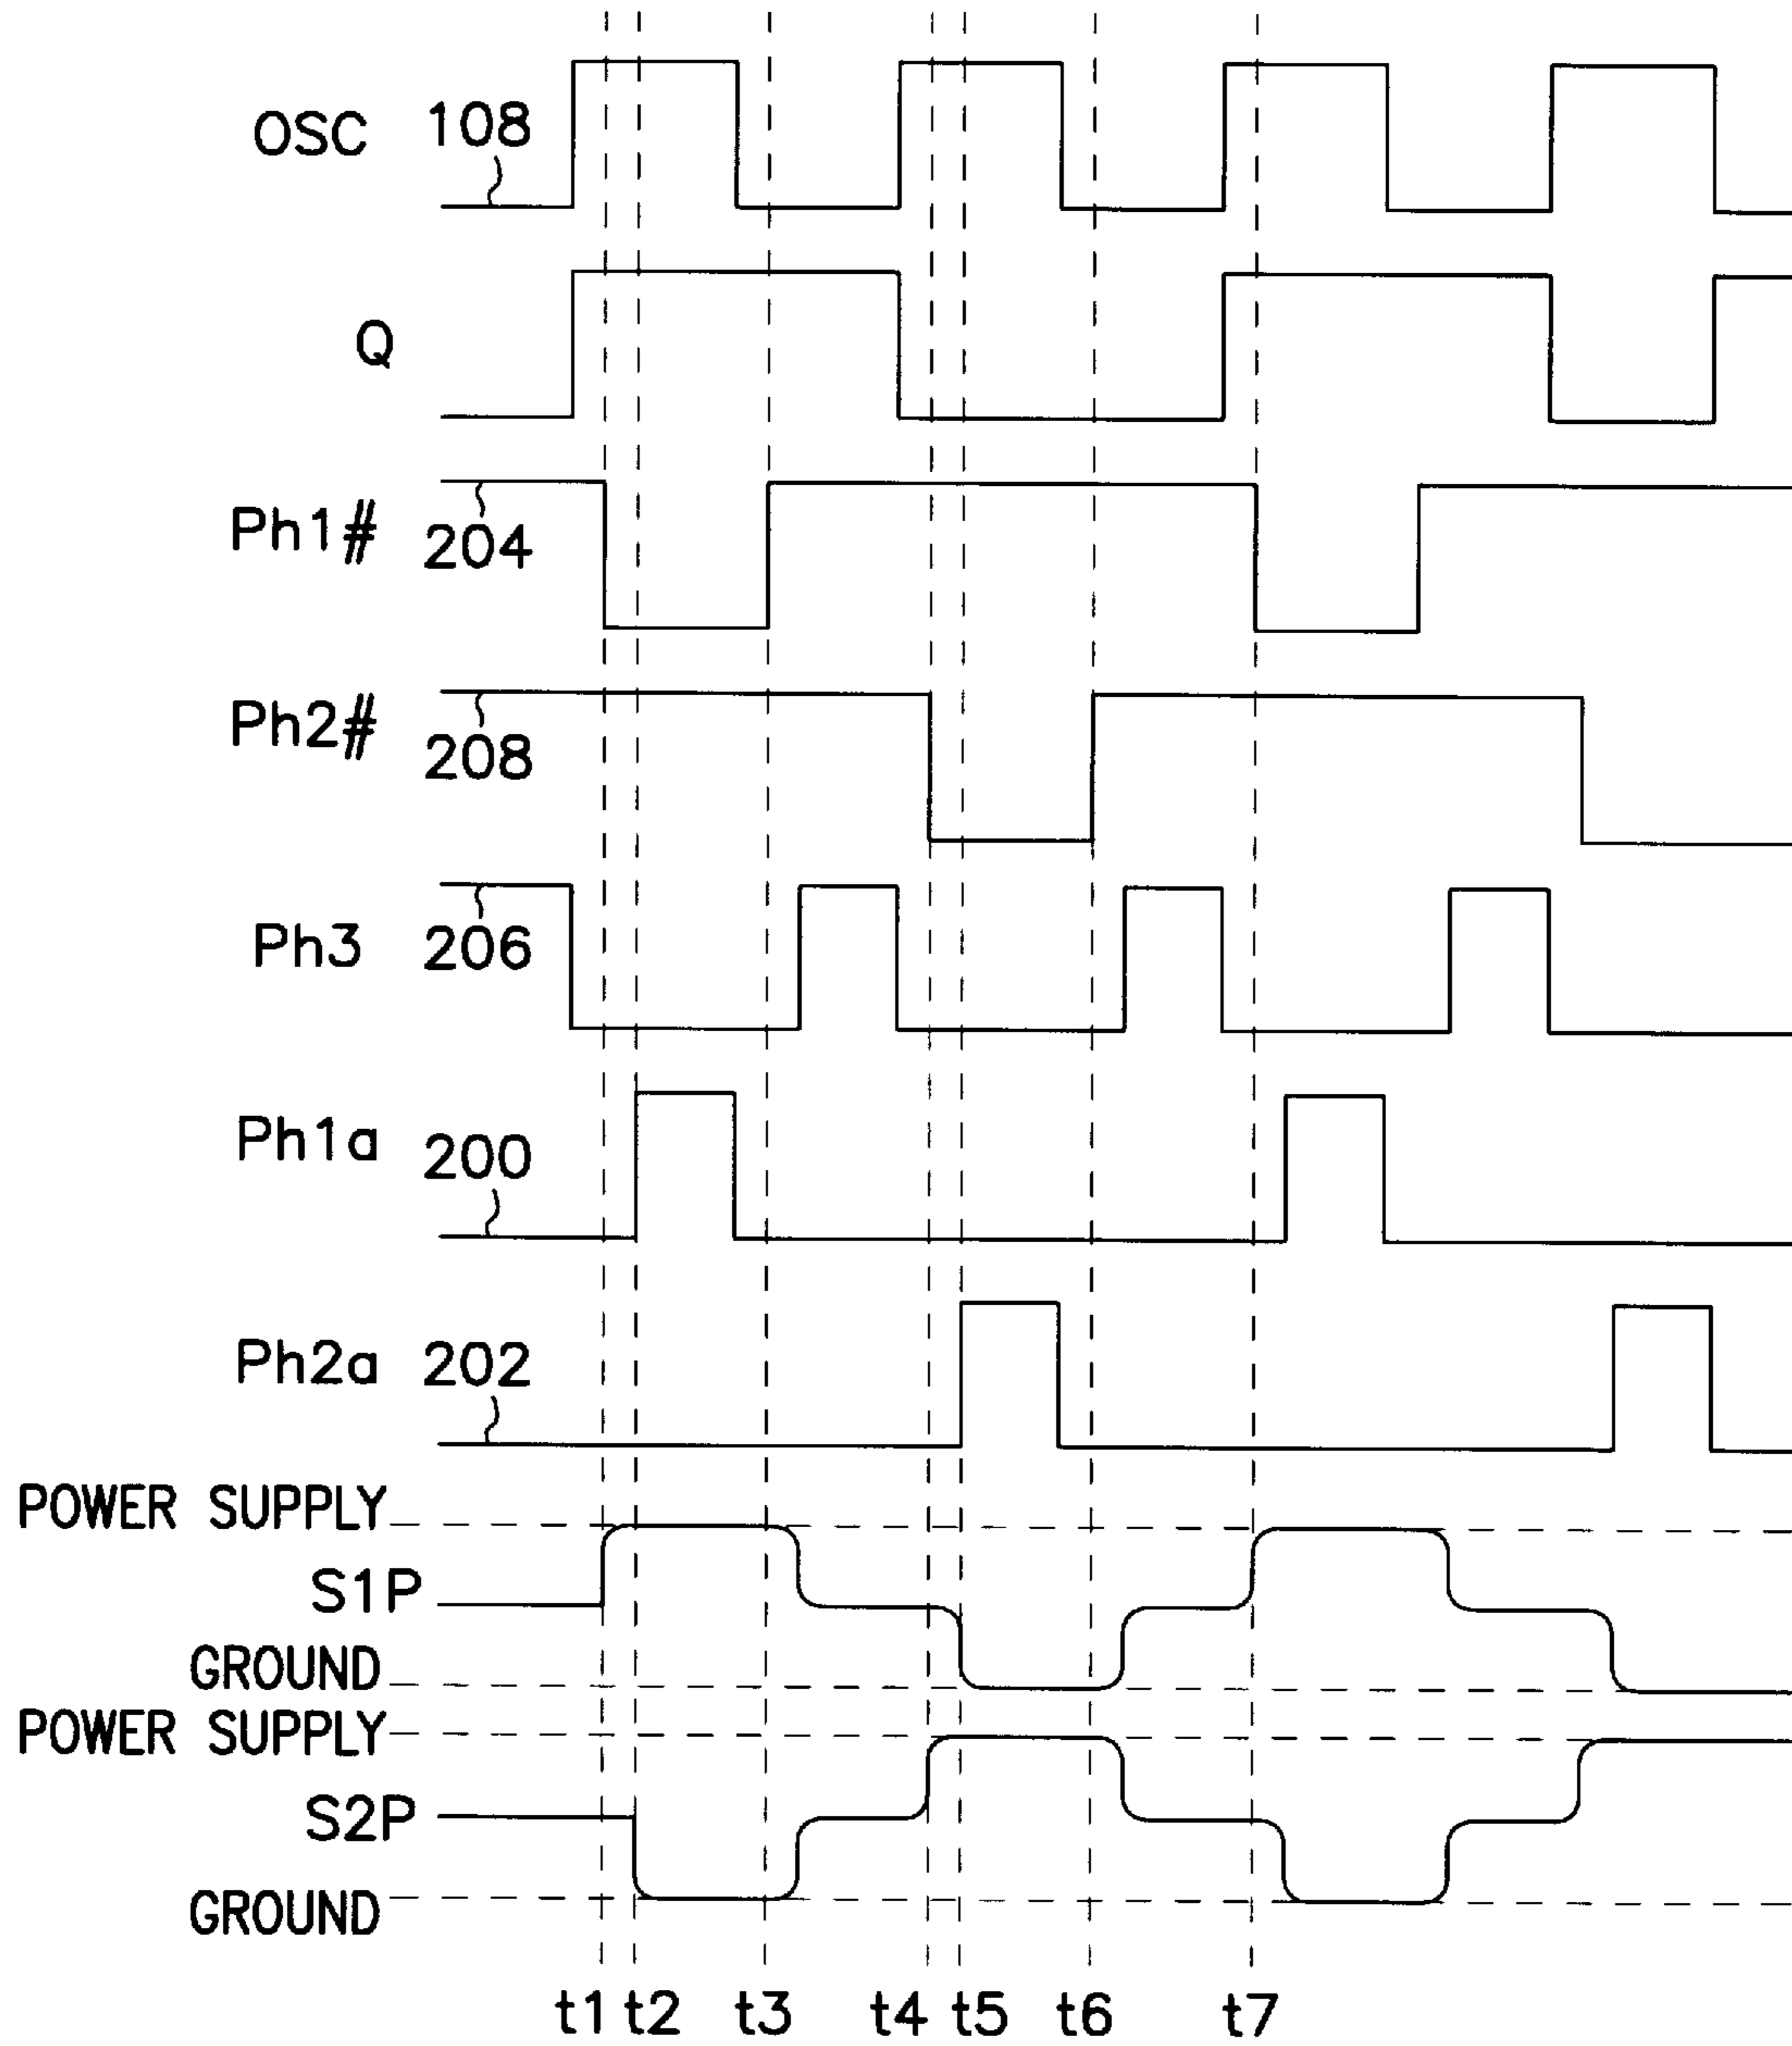 OSC 108
Q
Ph1# 204
Ph2# 208
Ph3 206
Ph1a 200
Ph2a 202
POWER SUPPLY
S1P
GROUND
POWER SUPPLY
S2P
GROUND
t1 t2 t3 t4 t5 t6 t7